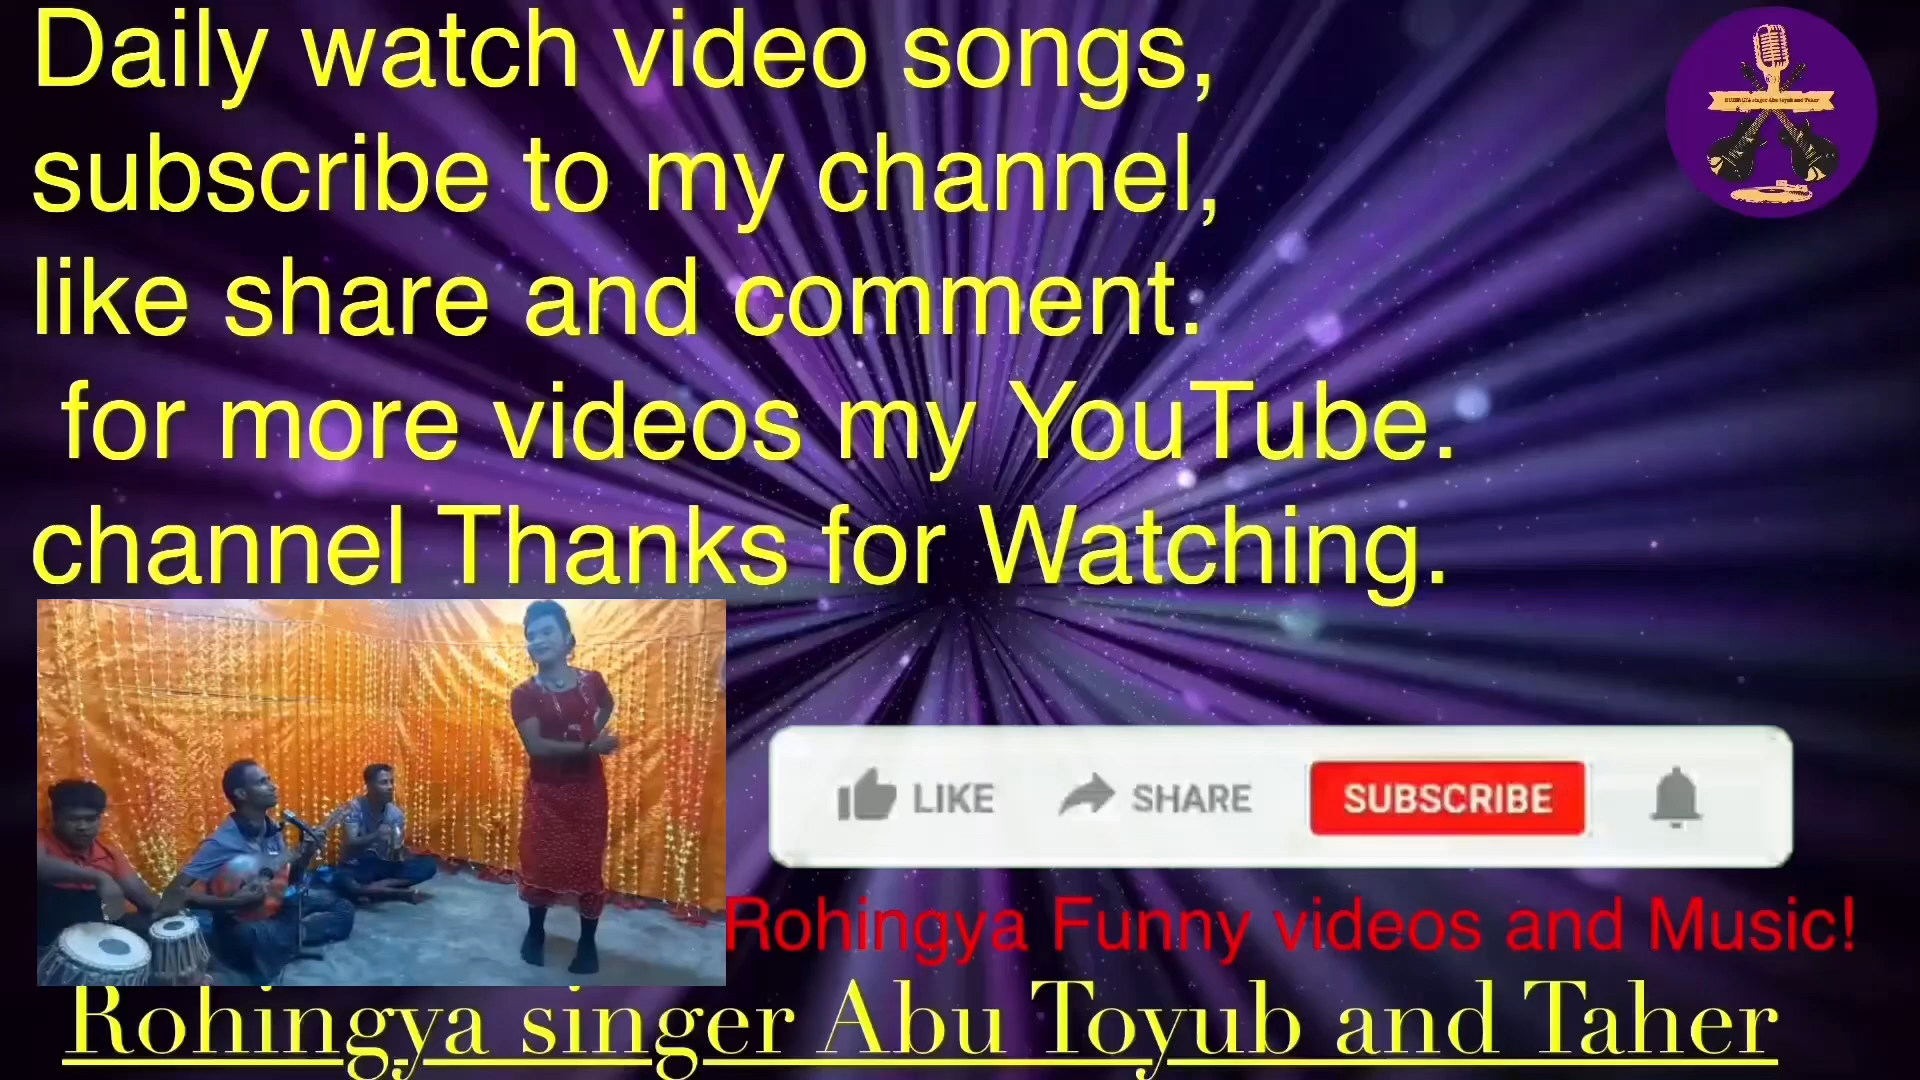 Daily watch video songs,
subscribe to my channel,
like share and comment.
for more videos my YouTube.
channel Thanks for Watching.
LIKE SHARE SUBSCRIBE
Rohingya Funny videos and Music!
Rohingya singer Abu Toyub and Taher